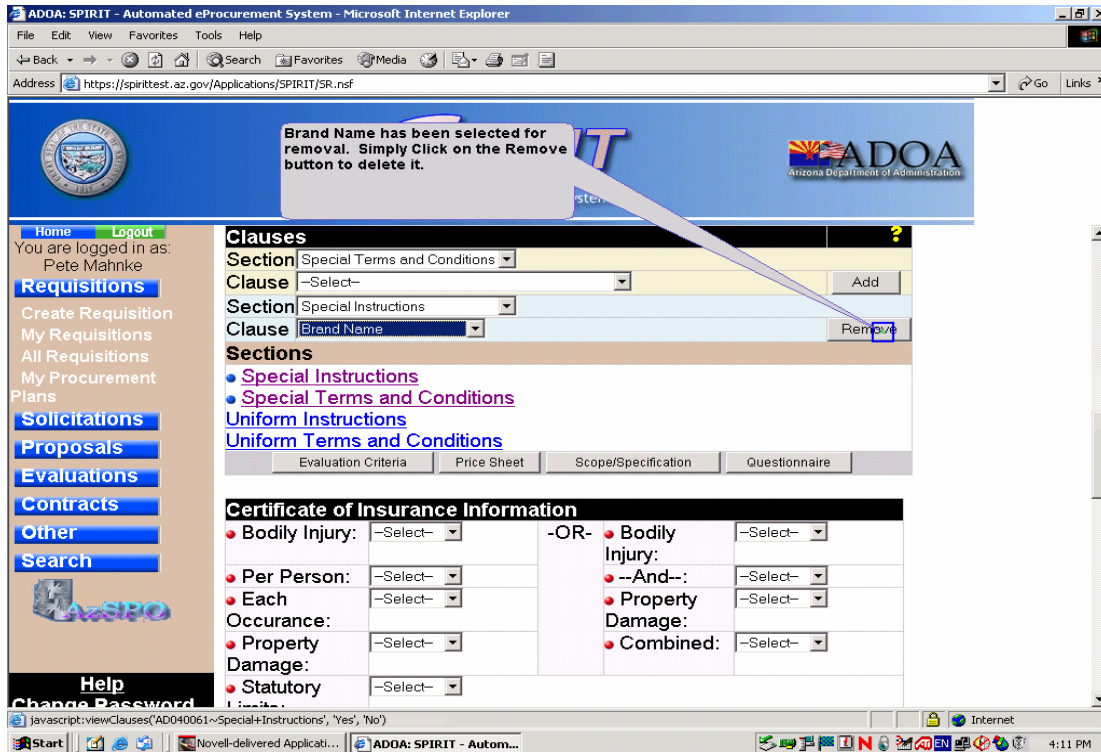 ADOA: SPIRIT - Automated eProcurement System - Microsoft Internet Explorer
File Edit View Favorites Tools Help
Back Search Favorites Media
Address https://spirittest.az.gov/Applications/SPIRIT/SR.nsf Go Links
Brand Name has been selected for
removal. Simply Click on the Remove
button to delete it.
ADOA
Arizona Department of Administration
Home Logout
You are logged in as:
Pete Mahnke
Requisitions
Create Requisition
My Requisitions
All Requisitions
My Procurement
Plans
Solicitations
Proposals
Evaluations
Contracts
Other
Search
AzSPO
Help
Change Password
Clauses ?
Section Special Terms and Conditions
Clause --Select-- Add
Section Special Instructions
Clause Brand Name Remove
Sections
Special Instructions
Special Terms and Conditions
Uniform Instructions
Uniform Terms and Conditions
Evaluation Criteria Price Sheet Scope/Specification Questionnaire
Certificate of Insurance Information
Bodily Injury: --Select-- -OR- Bodily Injury: --Select--
Per Person: --Select-- --And--: --Select--
Each Occurance: --Select-- Property Damage: --Select--
Property Damage: --Select-- Combined: --Select--
Statutory --Select--
javascript:viewClauses('AD040061~Special+Instructions', 'Yes', 'No') Internet
Start Novell-delivered Applicati... ADOA: SPIRIT - Autom... EN 4:11 PM